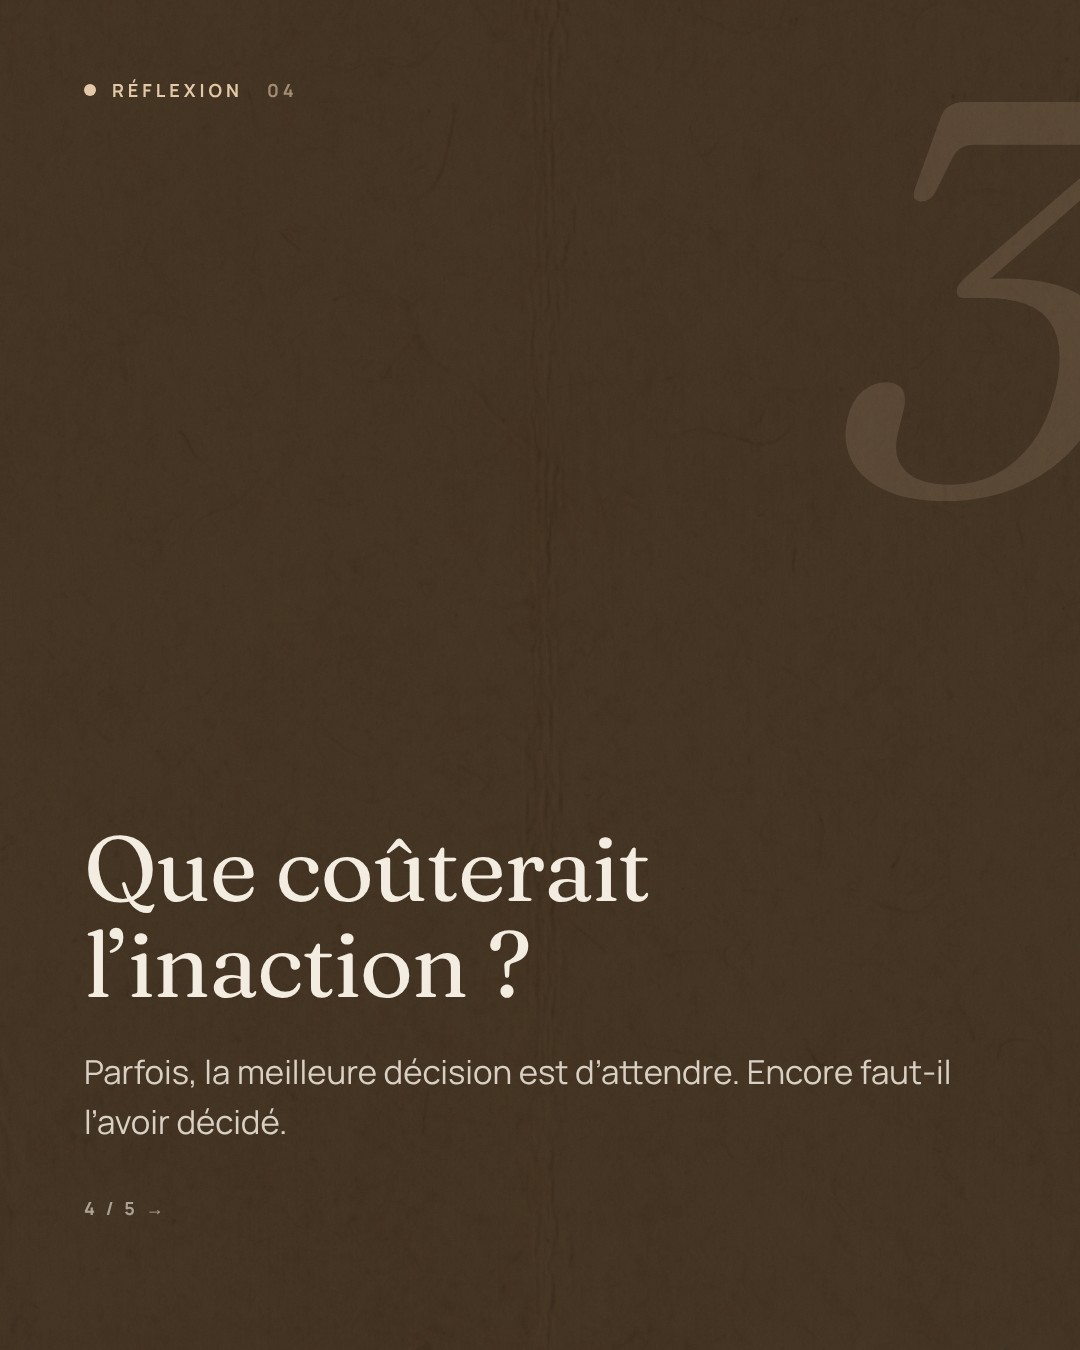 RÉFLEXION 04
3
Que coûterait
l’inaction ?
Parfois, la meilleure décision est d’attendre. Encore faut-il
l’avoir décidé.
4 / 5 →